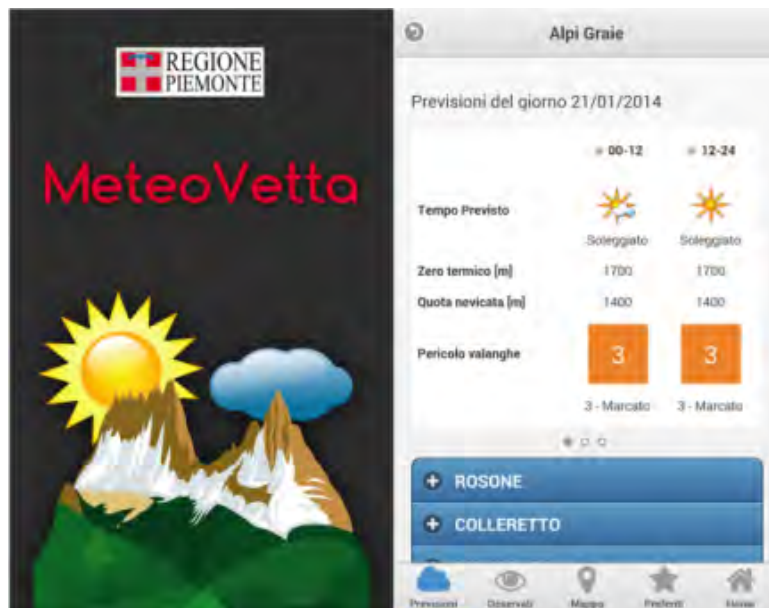 REGIONE
PIEMONTE
MeteoVetta
Alpi Graie
Previsioni del giorno 21/01/2014
00-12 12-24
Tempo Previsto
Soleggiato Soleggiato
Zero termico [m] 1700 1700
Quota nevicata [m] 1400 1400
Pericolo valanghe 3 3
3 - Marcato 3 - Marcato
ROSONE
COLLERETTO
Previsioni Osservati Mappa Preferiti Home